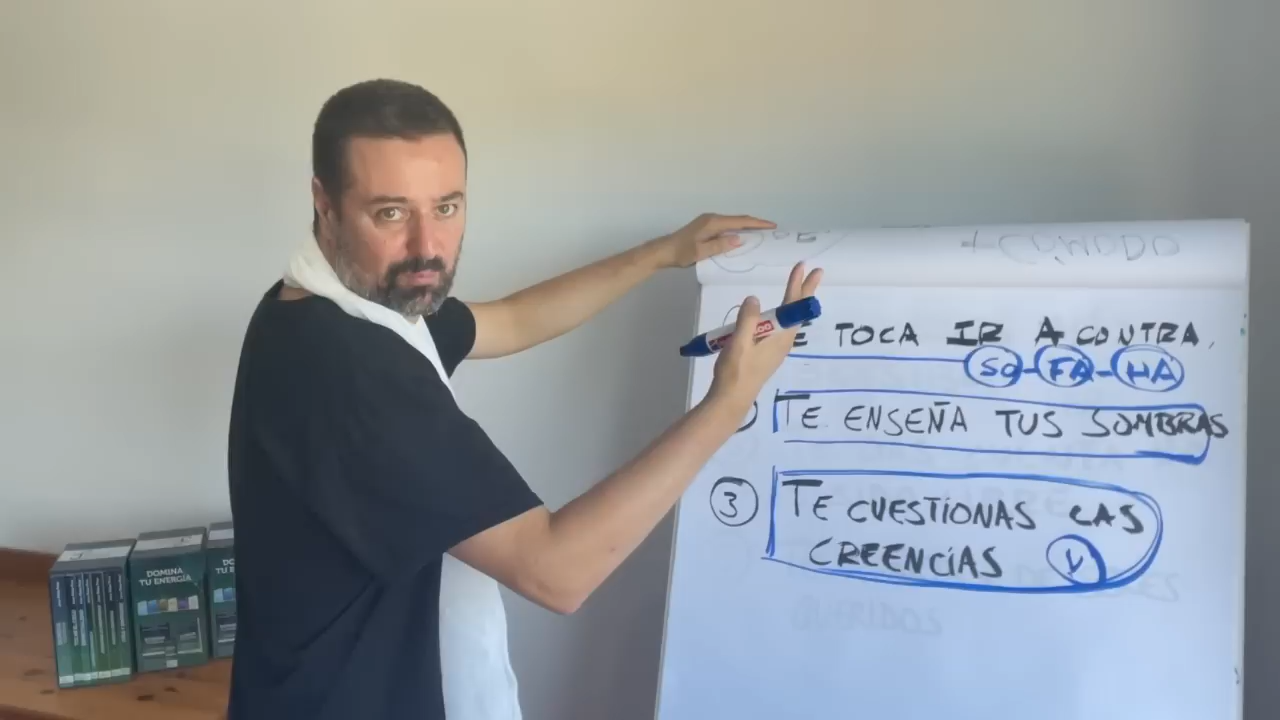 + CÓMODO
TOCA IR A CONTRA
SO-FA-HA
TE ENSEÑA TUS SOMBRAS
3 TE CUESTIONAS LAS
CREENCIAS
QUERIDOS
DOMINA
TU ENERGÍA